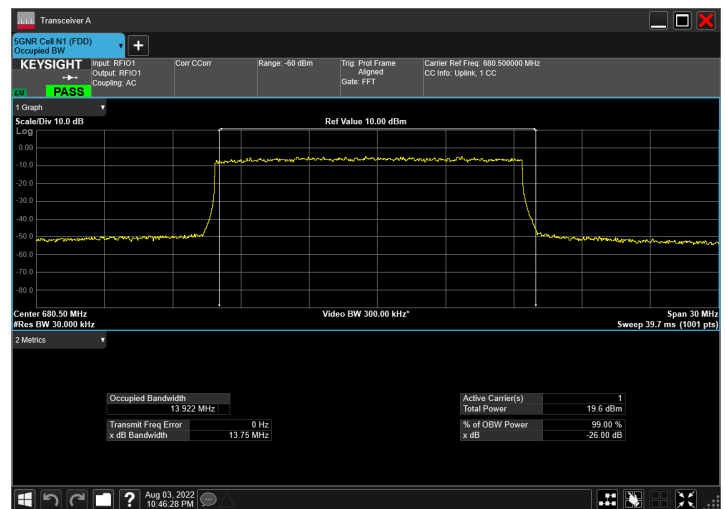 Transceiver A
5GNR Cell N1 (FDD)
Occupied BW
KEYSIGHT
LXI
PASS
Input: RFIO1
Output: RFIO1
Coupling: AC
Corr CCorr
Range: -60 dBm
Trig: Prot Frame
Aligned
Gate: FFT
Carrier Ref Freq: 680.500000 MHz
CC Info: Uplink, 1 CC
1 Graph
Scale/Div 10.0 dB
Ref Value 10.00 dBm
Log
0.00
-10.0
-20.0
-30.0
-40.0
-50.0
-60.0
-70.0
-80.0
Center 680.50 MHz
Video BW 300.00 kHz*
Span 30 MHz
#Res BW 30.000 kHz
Sweep 39.7 ms (1001 pts)
2 Metrics
Occupied Bandwidth
13.922 MHz
Active Carrier(s) 1
Total Power 19.6 dBm
Transmit Freq Error 0 Hz
x dB Bandwidth 13.75 MHz
% of OBW Power 99.00 %
x dB -26.00 dB
?
Aug 03, 2022
10:46:28 PM